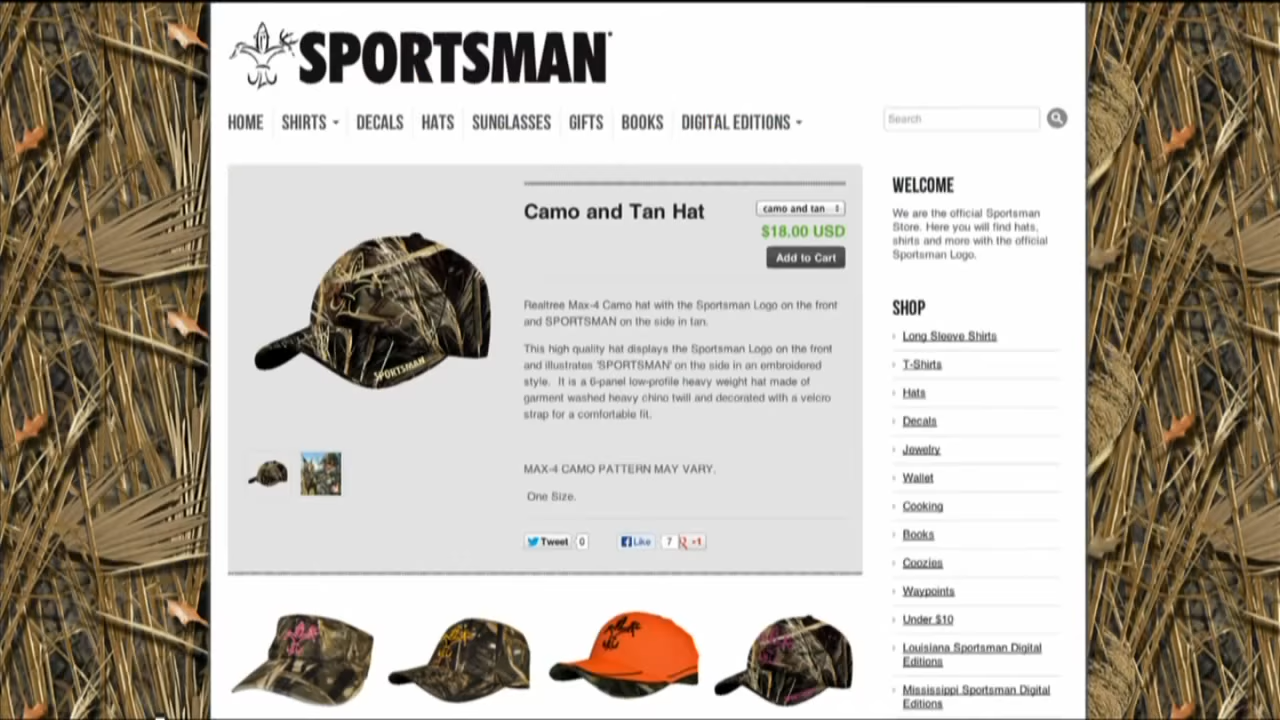 SPORTSMAN
HOME SHIRTS DECALS HATS SUNGLASSES GIFTS BOOKS DIGITAL EDITIONS
Search
Camo and Tan Hat
camo and tan
$18.00 USD
Add to Cart
SPORTSMAN
Realtree Max-4 Camo hat with the Sportsman Logo on the front
and SPORTSMAN on the side in tan.
This high quality hat displays the Sportsman Logo on the front
and illustrates 'SPORTSMAN' on the side in an embroidered
style. It is a 6-panel low-profile heavy weight hat made of
garment washed heavy chino twill and decorated with a velcro
strap for a comfortable fit.
MAX-4 CAMO PATTERN MAY VARY.
One Size.
Tweet 0 Like 7 +1
WELCOME
We are the official Sportsman
Store. Here you will find hats,
shirts and more with the official
Sportsman Logo.
SHOP
Long Sleeve Shirts
T-Shirts
Hats
Decals
Jewelry
Wallet
Cooking
Books
Coozies
Waypoints
Under $10
Louisiana Sportsman Digital
Editions
Mississippi Sportsman Digital
Editions